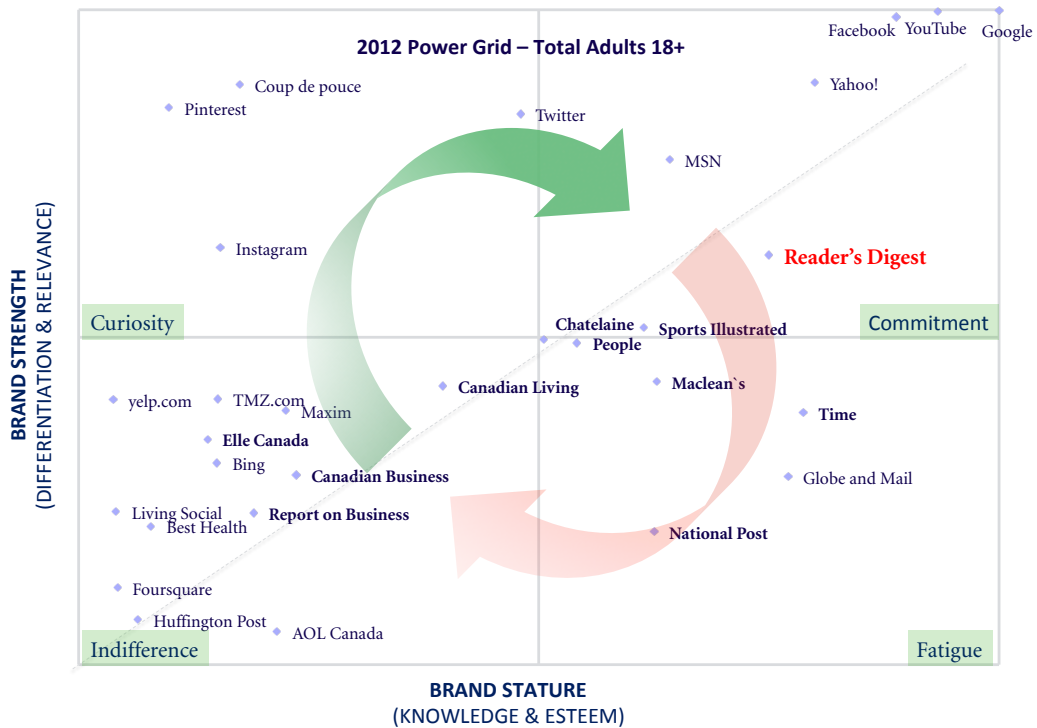 Facebook YouTube Google
2012 Power Grid – Total Adults 18+
Coup de pouce
Yahoo!
Pinterest
Twitter
MSN
Instagram
Reader's Digest
BRAND STRENGTH
(DIFFERENTIATION & RELEVANCE)
Curiosity
Chatelaine
Sports Illustrated
Commitment
People
Canadian Living
Maclean`s
yelp.com
TMZ.com
Maxim
Time
Elle Canada
Bing
Canadian Business
Globe and Mail
Living Social
Report on Business
Best Health
National Post
Foursquare
Huffington Post
AOL Canada
Indifference
Fatigue
BRAND STATURE
(KNOWLEDGE & ESTEEM)